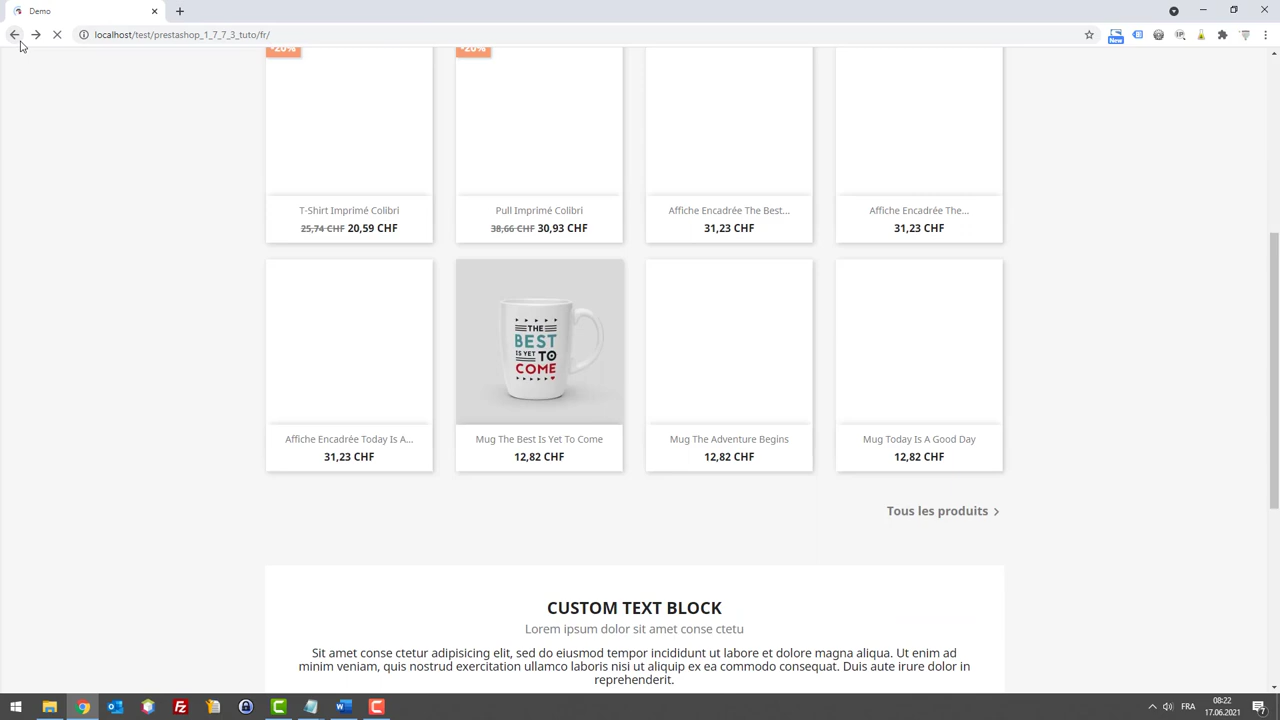 Demo
localhost/test/prestashop_1_7_7_3_tuto/fr/
New
-20%
-20%
T-Shirt Imprimé Colibri
Pull Imprimé Colibri
Affiche Encadrée The Best...
Affiche Encadrée The...
25,74 CHF 20,59 CHF
38,66 CHF 30,93 CHF
31,23 CHF
31,23 CHF
THE
BEST
IS YET TO
COME
Affiche Encadrée Today Is A...
Mug The Best Is Yet To Come
Mug The Adventure Begins
Mug Today Is A Good Day
31,23 CHF
12,82 CHF
12,82 CHF
12,82 CHF
Tous les produits
CUSTOM TEXT BLOCK
Lorem ipsum dolor sit amet conse ctetu
Sit amet conse ctetur adipisicing elit, sed do eiusmod tempor incididunt ut labore et dolore magna aliqua. Ut enim ad
minim veniam, quis nostrud exercitation ullamco laboris nisi ut aliquip ex ea commodo consequat. Duis aute irure dolor in
reprehenderit.
FRA
08:22
17.06.2021